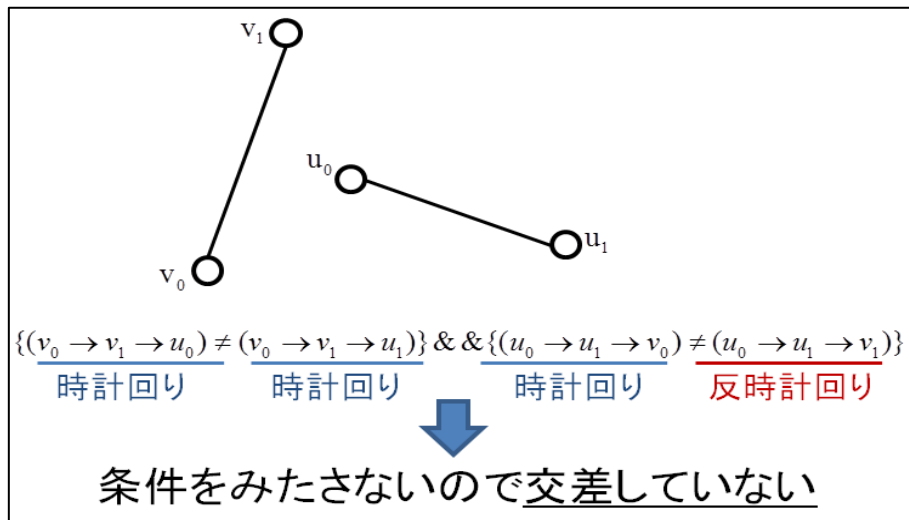 v₁
u₀
u₁
v₀
{(v₀ → v₁ → u₀) ≠ (v₀ → v₁ → u₁)} && {(u₀ → u₁ → v₀) ≠ (u₀ → u₁ → v₁)}
時計回り 時計回り 時計回り 反時計回り
条件をみたさないので交差していない